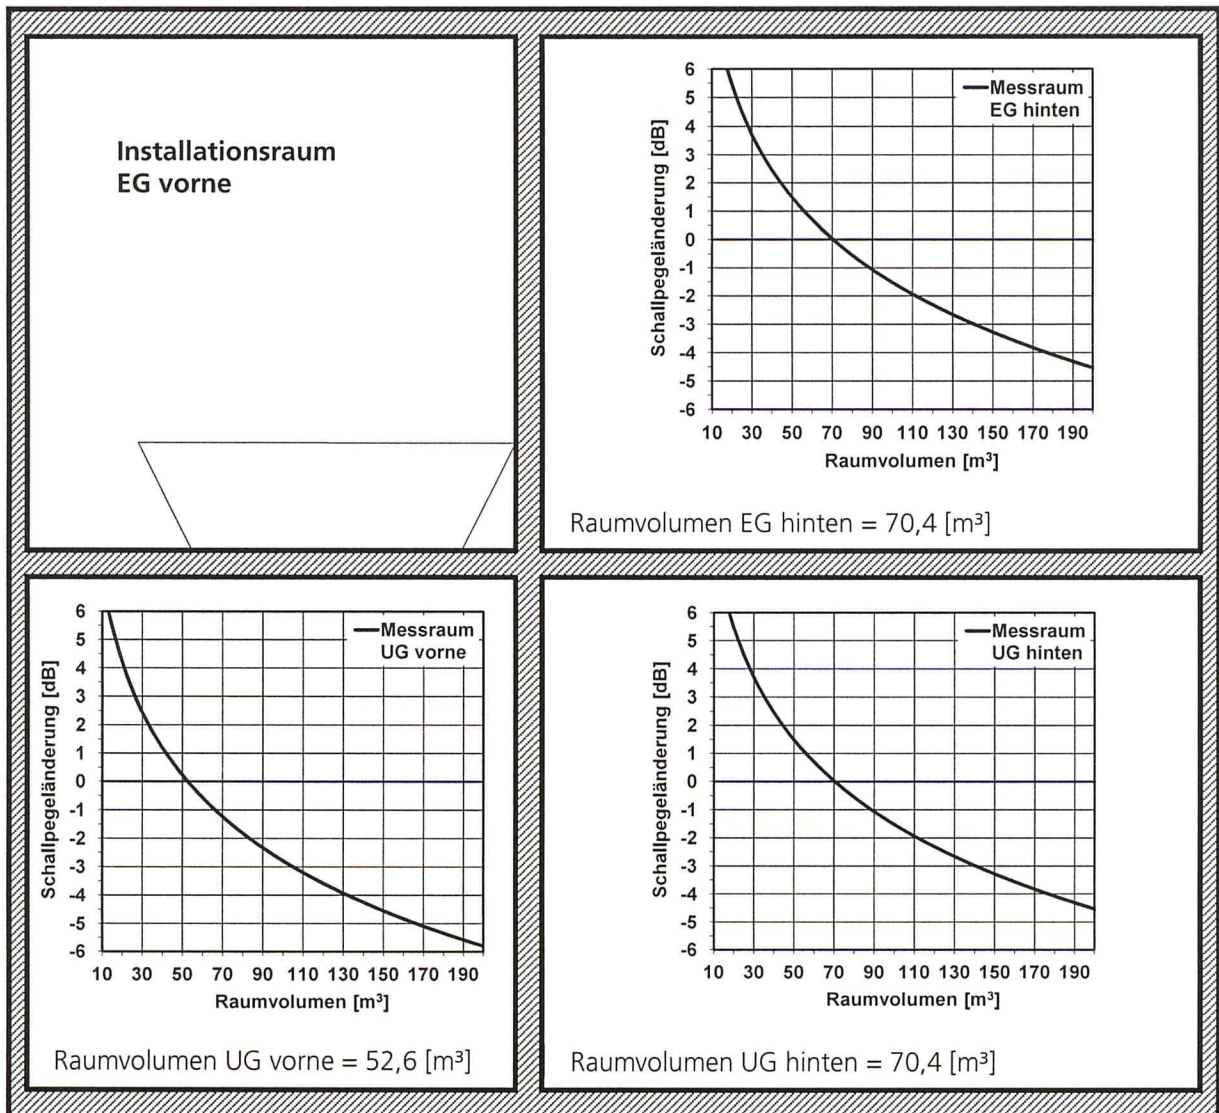 Installationsraum
EG vorne
Schallpegeländerung [dB]
6
5
4
3
2
1
0
-1
-2
-3
-4
-5
-6
Messraum
EG hinten
10 30 50 70 90 110 130 150 170 190
Raumvolumen [m³]
Raumvolumen EG hinten = 70,4 [m³]
Schallpegeländerung [dB]
6
5
4
3
2
1
0
-1
-2
-3
-4
-5
-6
Messraum
UG vorne
10 30 50 70 90 110 130 150 170 190
Raumvolumen [m³]
Raumvolumen UG vorne = 52,6 [m³]
Schallpegeländerung [dB]
6
5
4
3
2
1
0
-1
-2
-3
-4
-5
-6
Messraum
UG hinten
10 30 50 70 90 110 130 150 170 190
Raumvolumen [m³]
Raumvolumen UG hinten = 70,4 [m³]